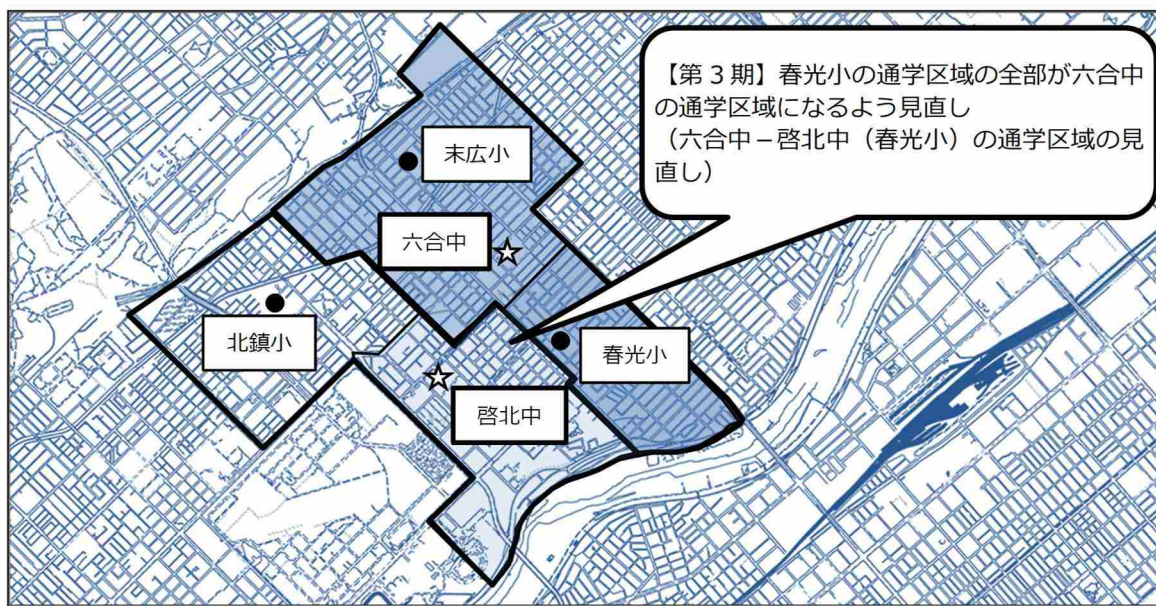 【第3期】春光小の通学区域の全部が六合中
の通学区域になるよう見直し
(六合中－啓北中(春光小)の通学区域の見
直し)
末広小
六合中
北鎮小
春光小
啓北中